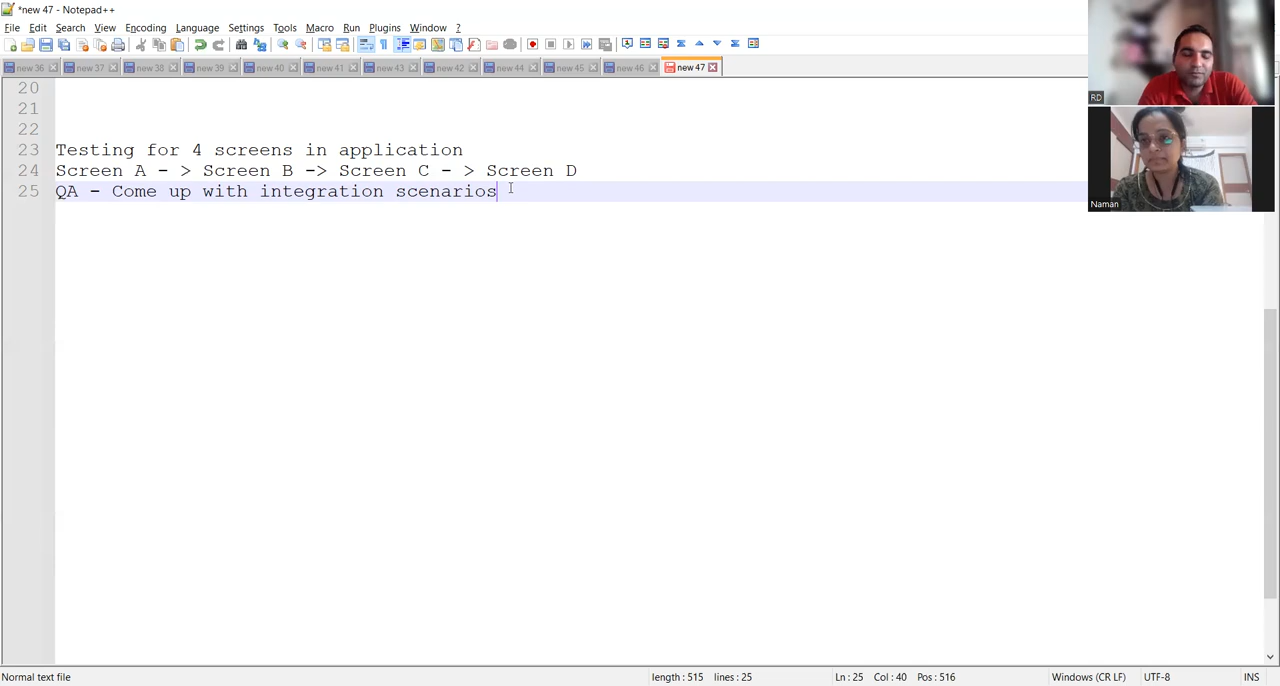 *new 47 - Notepad++
File Edit Search View Encoding Language Settings Tools Macro Run Plugins Window ?
new 36 new 37 new 38 new 39 new 40 new 41 new 43 new 42 new 44 new 45 new 46 new 47
RD
Naman
20
21
22
23 Testing for 4 screens in application
24 Screen A - > Screen B -> Screen C - > Screen D
25 QA - Come up with integration scenarios
Normal text file length : 515 lines : 25 Ln : 25 Col : 40 Pos : 516 Windows (CR LF) UTF-8 INS